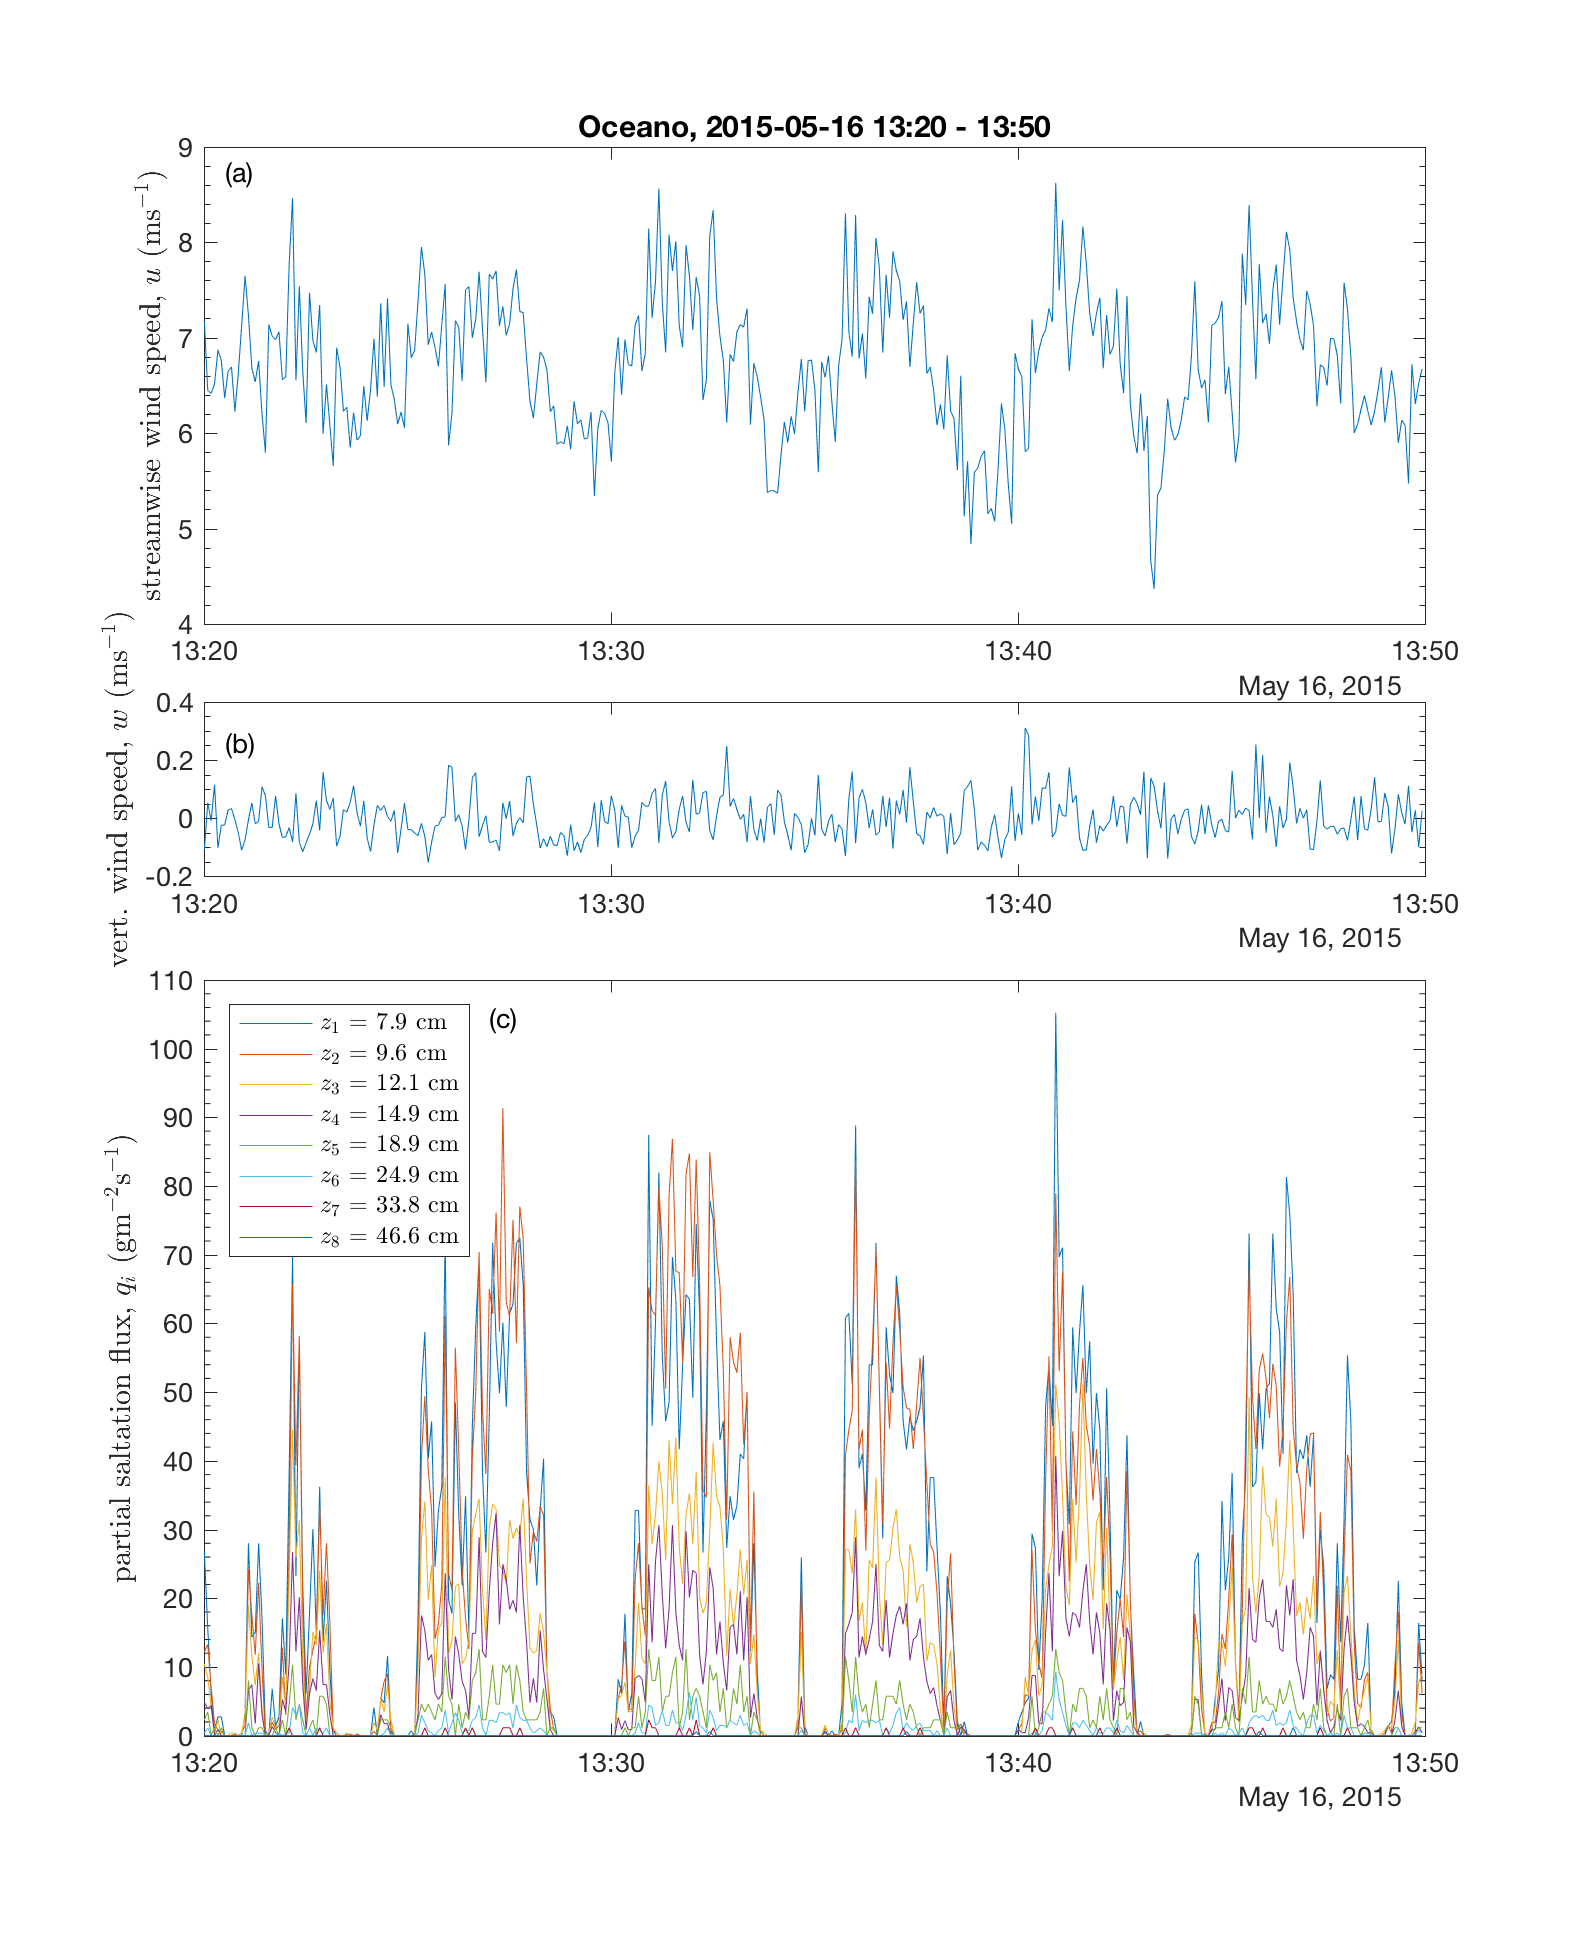 Oceano, 2015-05-16 13:20 - 13:50
(a)
streamwise wind speed, u (ms⁻¹)
9
8
7
6
5
4
13:20 13:30 13:40 13:50
May 16, 2015
(b)
vert. wind speed, w (ms⁻¹)
0.4
0.2
0
-0.2
13:20 13:30 13:40 13:50
May 16, 2015
(c)
partial saltation flux, qᵢ (gm⁻²s⁻¹)
110
100
90
80
70
60
50
40
30
20
10
0
z₁ = 7.9 cm
z₂ = 9.6 cm
z₃ = 12.1 cm
z₄ = 14.9 cm
z₅ = 18.9 cm
z₆ = 24.9 cm
z₇ = 33.8 cm
z₈ = 46.6 cm
13:20 13:30 13:40 13:50
May 16, 2015